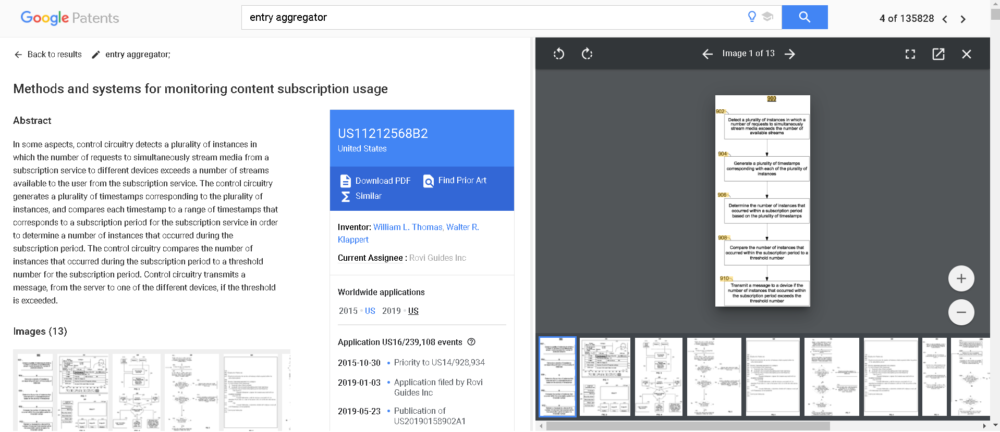 Google Patents
entry aggregator
4 of 135828
Back to results
entry aggregator;
Methods and systems for monitoring content subscription usage
Abstract
In some aspects, control circuitry detects a plurality of instances in
which the number of requests to simultaneously stream media from a
subscription service to different devices exceeds a number of streams
available to the user from the subscription service. The control circuitry
generates a plurality of timestamps corresponding to the plurality of
instances, and compares each timestamp to a range of timestamps that
corresponds to a subscription period for the subscription service in order
to determine a number of instances that occurred during the
subscription period. The control circuitry compares the number of
instances that occurred during the subscription period to a threshold
number for the subscription period. Control circuitry transmits a
message, from the server to one of the different devices, if the threshold
is exceeded.
Images (13)
US11212568B2
United States
Download PDF
Find Prior Art
Similar
Inventor: William L. Thomas, Walter R.
Klappert
Current Assignee : Rovi Guides Inc
Worldwide applications
2015 • US 2019 • US
Application US16/239,108 events
2015-10-30 • Priority to US14/928,934
2019-01-03 • Application filed by Rovi
Guides Inc
2019-05-23 • Publication of
US20190158902A1
Image 1 of 13
900
902
Detect a plurality of instances in which a
number of requests to simultaneously
stream media exceeds the number of
available streams
904
Generate a plurality of timestamps
corresponding with each of the plurality of
instances
906
Determine the number of instances that
occurred within a subscription period
based on the plurality of timestamps
908
Compare the number of instances that
occurred within the subscription period to a
threshold number
910
Transmit a message to a device if the
number of instances that occurred within
the subscription period exceeds the
threshold number